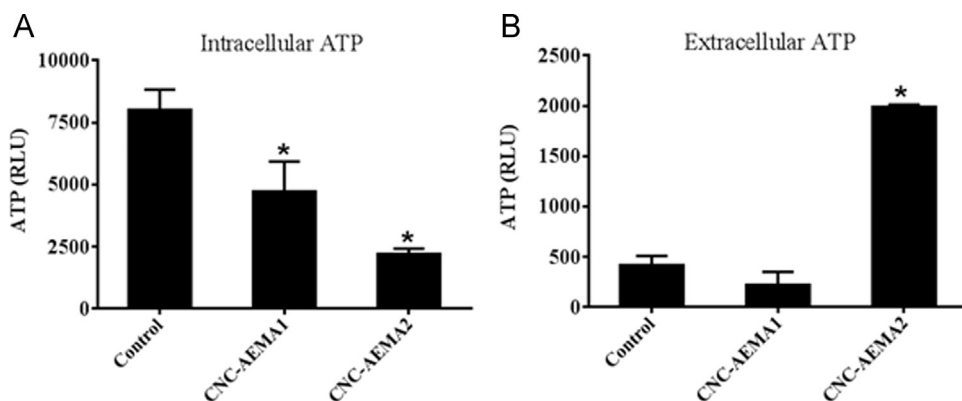 A
Intracellular ATP
ATP (RLU)
10000
7500
5000
2500
0
*
*
Control
CNC-AEMA1
CNC-AEMA2
B
Extracellular ATP
ATP (RLU)
2500
2000
1500
1000
500
0
*
Control
CNC-AEMA1
CNC-AEMA2